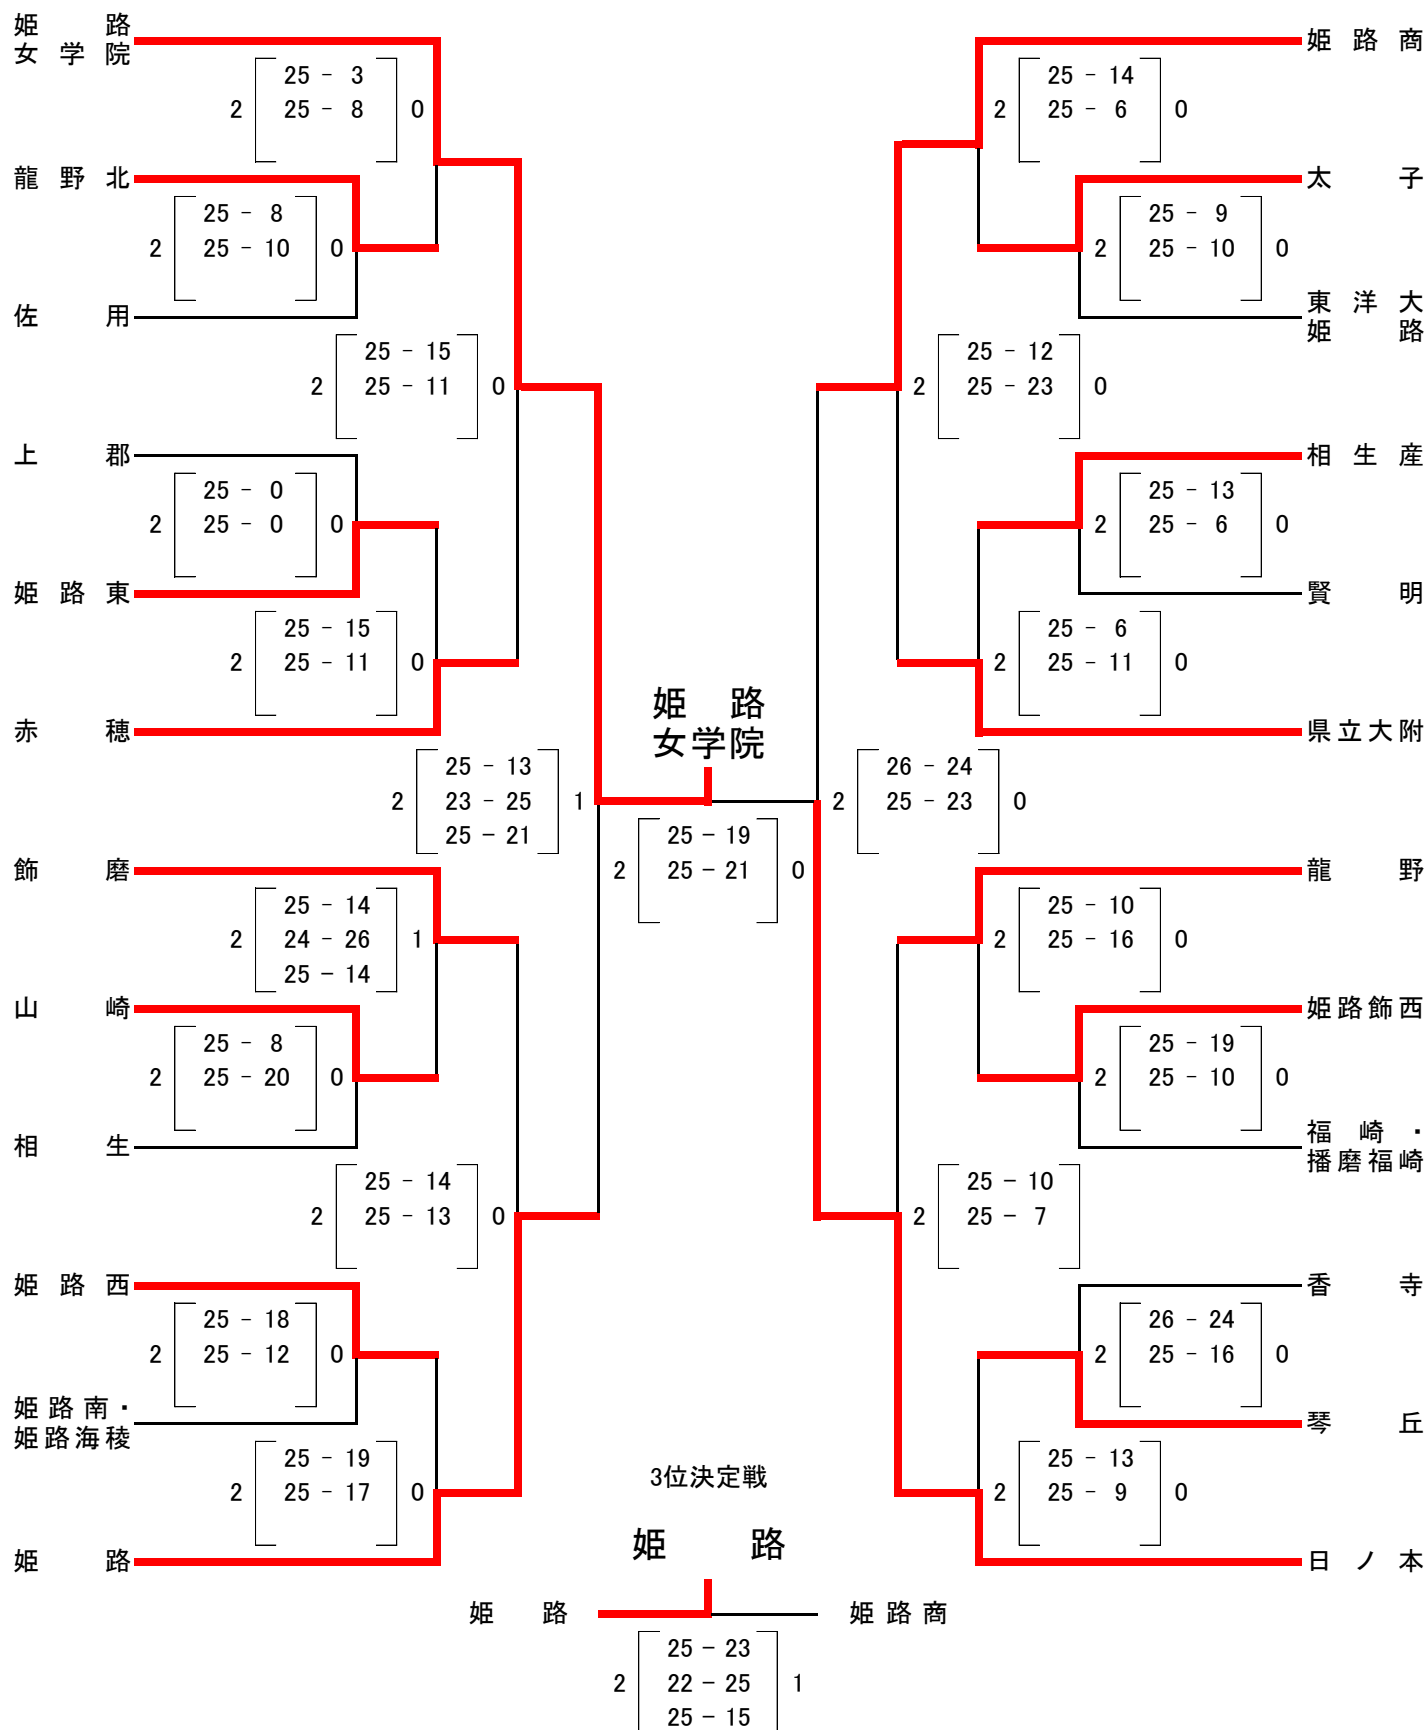 姫路
女学院
25 - 3
2 25 - 8 0
龍野北
25 - 8
2 25 - 10 0
佐用
25 - 15
2 25 - 11 0
上郡
25 - 0
2 25 - 0 0
姫路東
25 - 15
2 25 - 11 0
赤穂
25 - 13
2 23 - 25 1
25 - 21
飾磨
25 - 14
2 24 - 26 1
25 - 14
山崎
25 - 8
2 25 - 20 0
相生
25 - 14
2 25 - 13 0
姫路西
25 - 18
2 25 - 12 0
姫路南・
姫路海稜
25 - 19
2 25 - 17 0
姫路
姫路
女学院
25 - 19
2 25 - 21 0
姫路商
25 - 14
2 25 - 6 0
太子
25 - 9
2 25 - 10 0
東洋大
姫路
25 - 12
2 25 - 23 0
相生産
25 - 13
2 25 - 6 0
賢明
25 - 6
2 25 - 11 0
県立大附
26 - 24
2 25 - 23 0
龍野
25 - 10
2 25 - 16 0
姫路飾西
25 - 19
2 25 - 10 0
福崎・
播磨福崎
25 - 10
2 25 - 7
香寺
26 - 24
2 25 - 16 0
琴丘
25 - 13
2 25 - 9 0
日ノ本
3位決定戦
姫路
姫路 姫路商
25 - 23
2 22 - 25 1
25 - 15